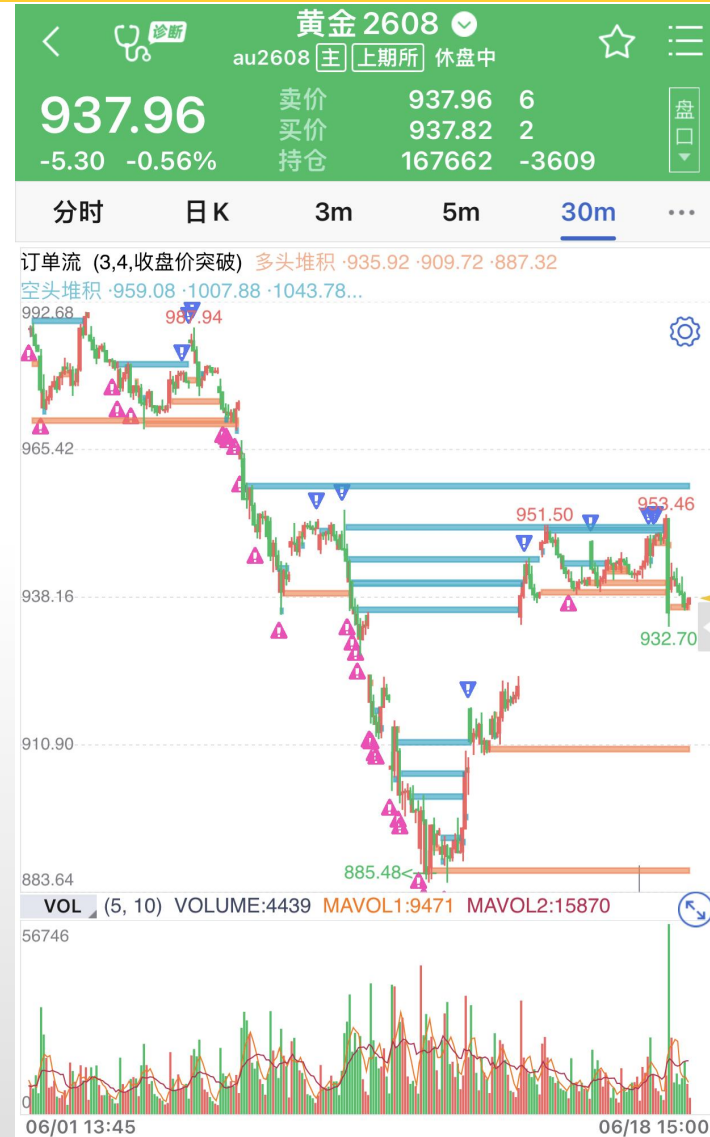 诊断
黄金2608
au2608 主 上期所 休盘中
937.96
-5.30 -0.56%
卖价 937.96 6
买价 937.82 2
持仓 167662 -3609
盘口
分时 日K 3m 5m 30m ...
订单流 (3,4,收盘价突破) 多头堆积 ·935.92 ·909.72 ·887.32
空头堆积 ·959.08 ·1007.88 ·1043.78...
992.68
965.42
951.50
953.46
938.16
932.70
910.90
885.48<-
883.64
VOL (5, 10) VOLUME:4439 MAVOL1:9471 MAVOL2:15870
56746
0
06/01 13:45 06/18 15:00